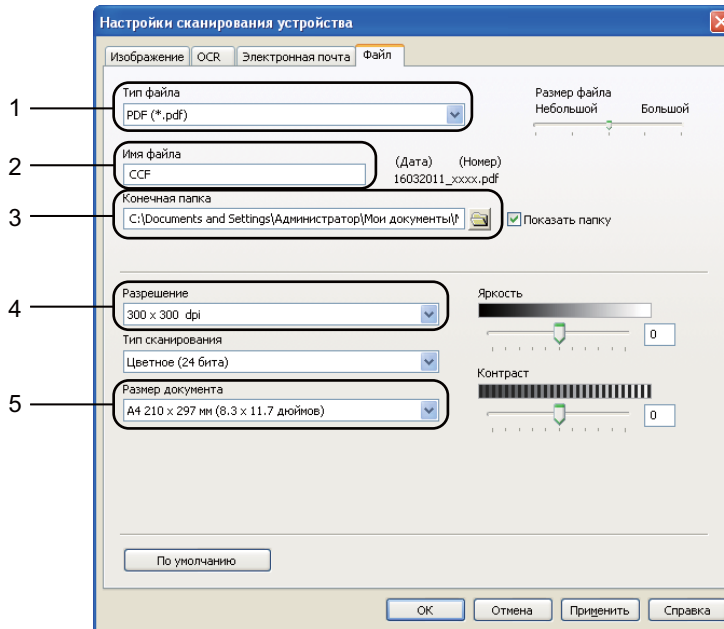 Настройки сканирования устройства
Изображение OCR Электронная почта Файл
1
Тип файла
PDF (*.pdf)
Размер файла
Небольшой Большой
2
Имя файла
CCF
(Дата) (Номер)
16032011_xxxx.pdf
3
Конечная папка
C:\Documents and Settings\Администратор\Мои документы\
Показать папку
4
Разрешение
300 x 300 dpi
Яркость
0
Тип сканирования
Цветное (24 бита)
Контраст
0
5
Размер документа
A4 210 x 297 мм (8.3 x 11.7 дюймов)
По умолчанию
OK Отмена Применить Справка